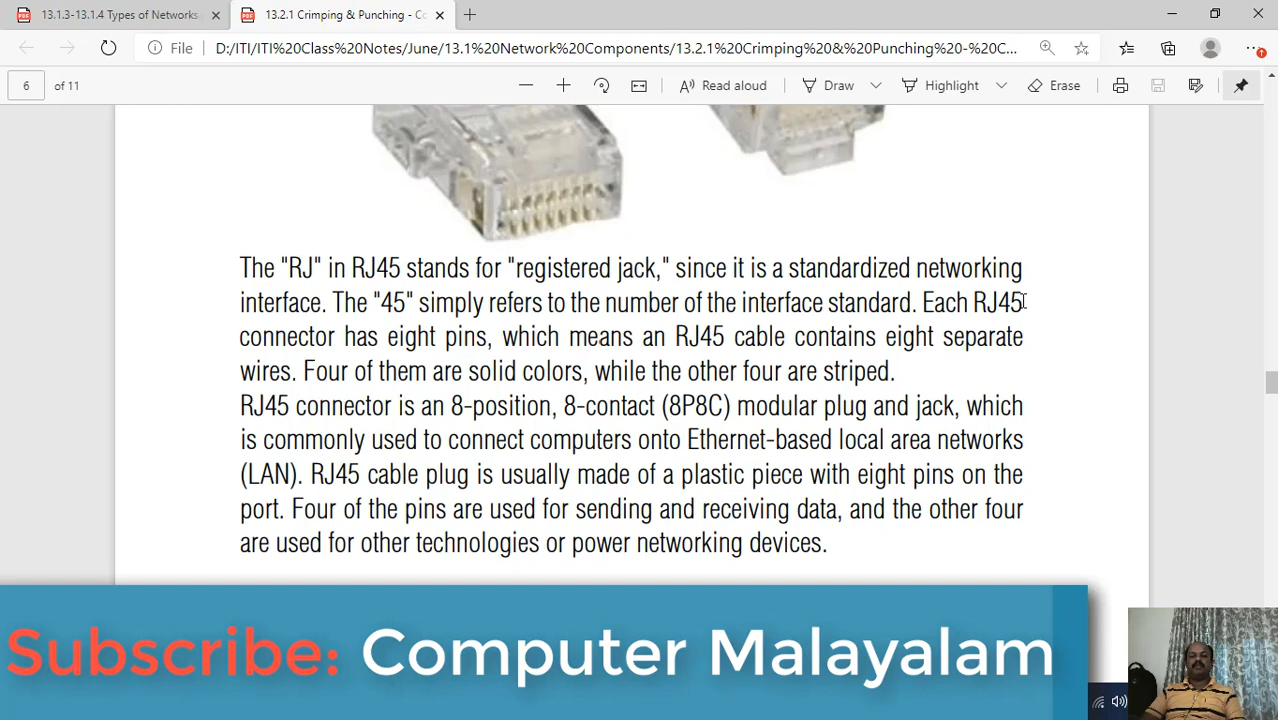 13.1.3-13.1.4 Types of Networks
13.2.1 Crimping & Punching - Co
File
D:/ITI/ITI%20Class%20Notes/June/13.1%20Network%20Components/13.2.1%20Crimping%20&%20Punching%20-%20C...
6 of 11
Read aloud
Draw
Highlight
Erase
The "RJ" in RJ45 stands for "registered jack," since it is a standardized networking
interface. The "45" simply refers to the number of the interface standard. Each RJ45
connector has eight pins, which means an RJ45 cable contains eight separate
wires. Four of them are solid colors, while the other four are striped.
RJ45 connector is an 8-position, 8-contact (8P8C) modular plug and jack, which
is commonly used to connect computers onto Ethernet-based local area networks
(LAN). RJ45 cable plug is usually made of a plastic piece with eight pins on the
port. Four of the pins are used for sending and receiving data, and the other four
are used for other technologies or power networking devices.
Subscribe: Computer Malayalam